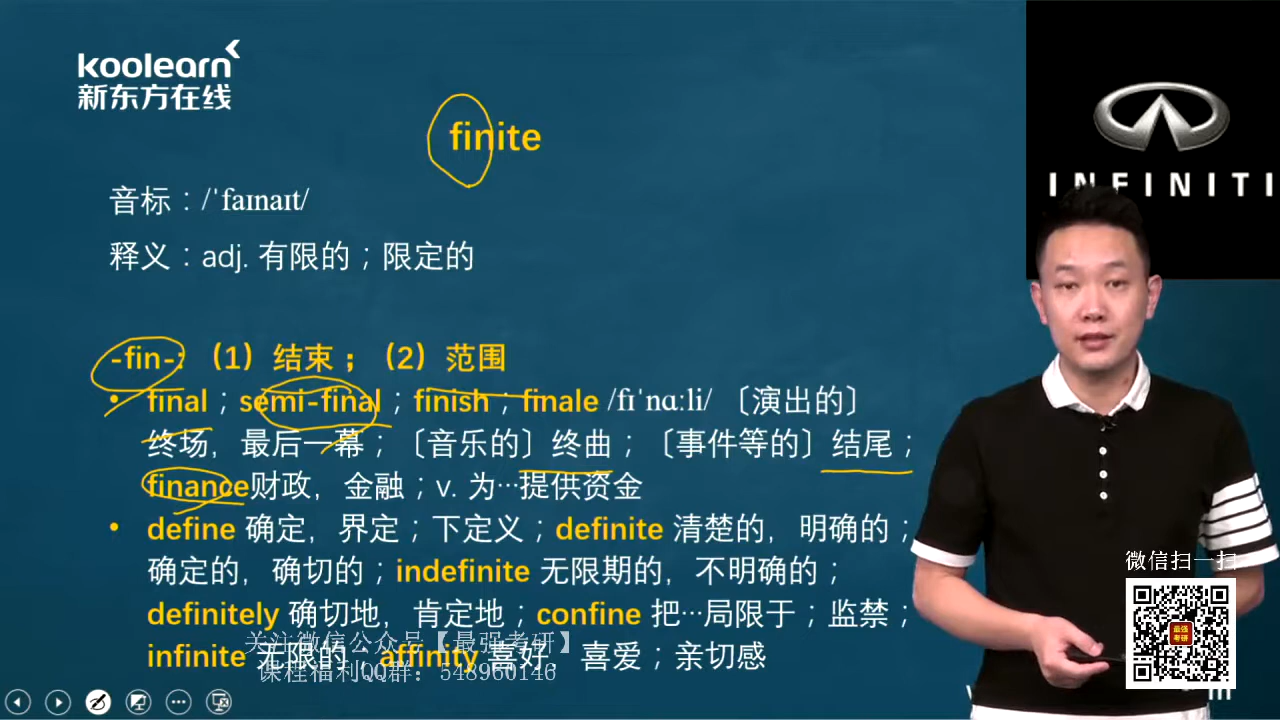 koolearn
新东方在线
INFINITI
finite
音标：/ˈfaɪnaɪt/
释义：adj. 有限的；限定的
-fin-:（1）结束；（2）范围
• final；semi-final；finish；finale /fɪˈnɑːli/〔演出的〕
终场，最后一幕；〔音乐的〕终曲；〔事件等的〕结尾；
finance财政，金融；v. 为…提供资金
• define 确定，界定；下定义；definite 清楚的，明确的；
确定的，确切的；indefinite 无限期的，不明确的；
definitely 确切地，肯定地；confine 把…局限于；监禁；
infinite 无限的；affinity 喜好，喜爱；亲切感
关注微信公众号【最强考研】
课程福利QQ群：548960146
微信扫一扫
最强
考研